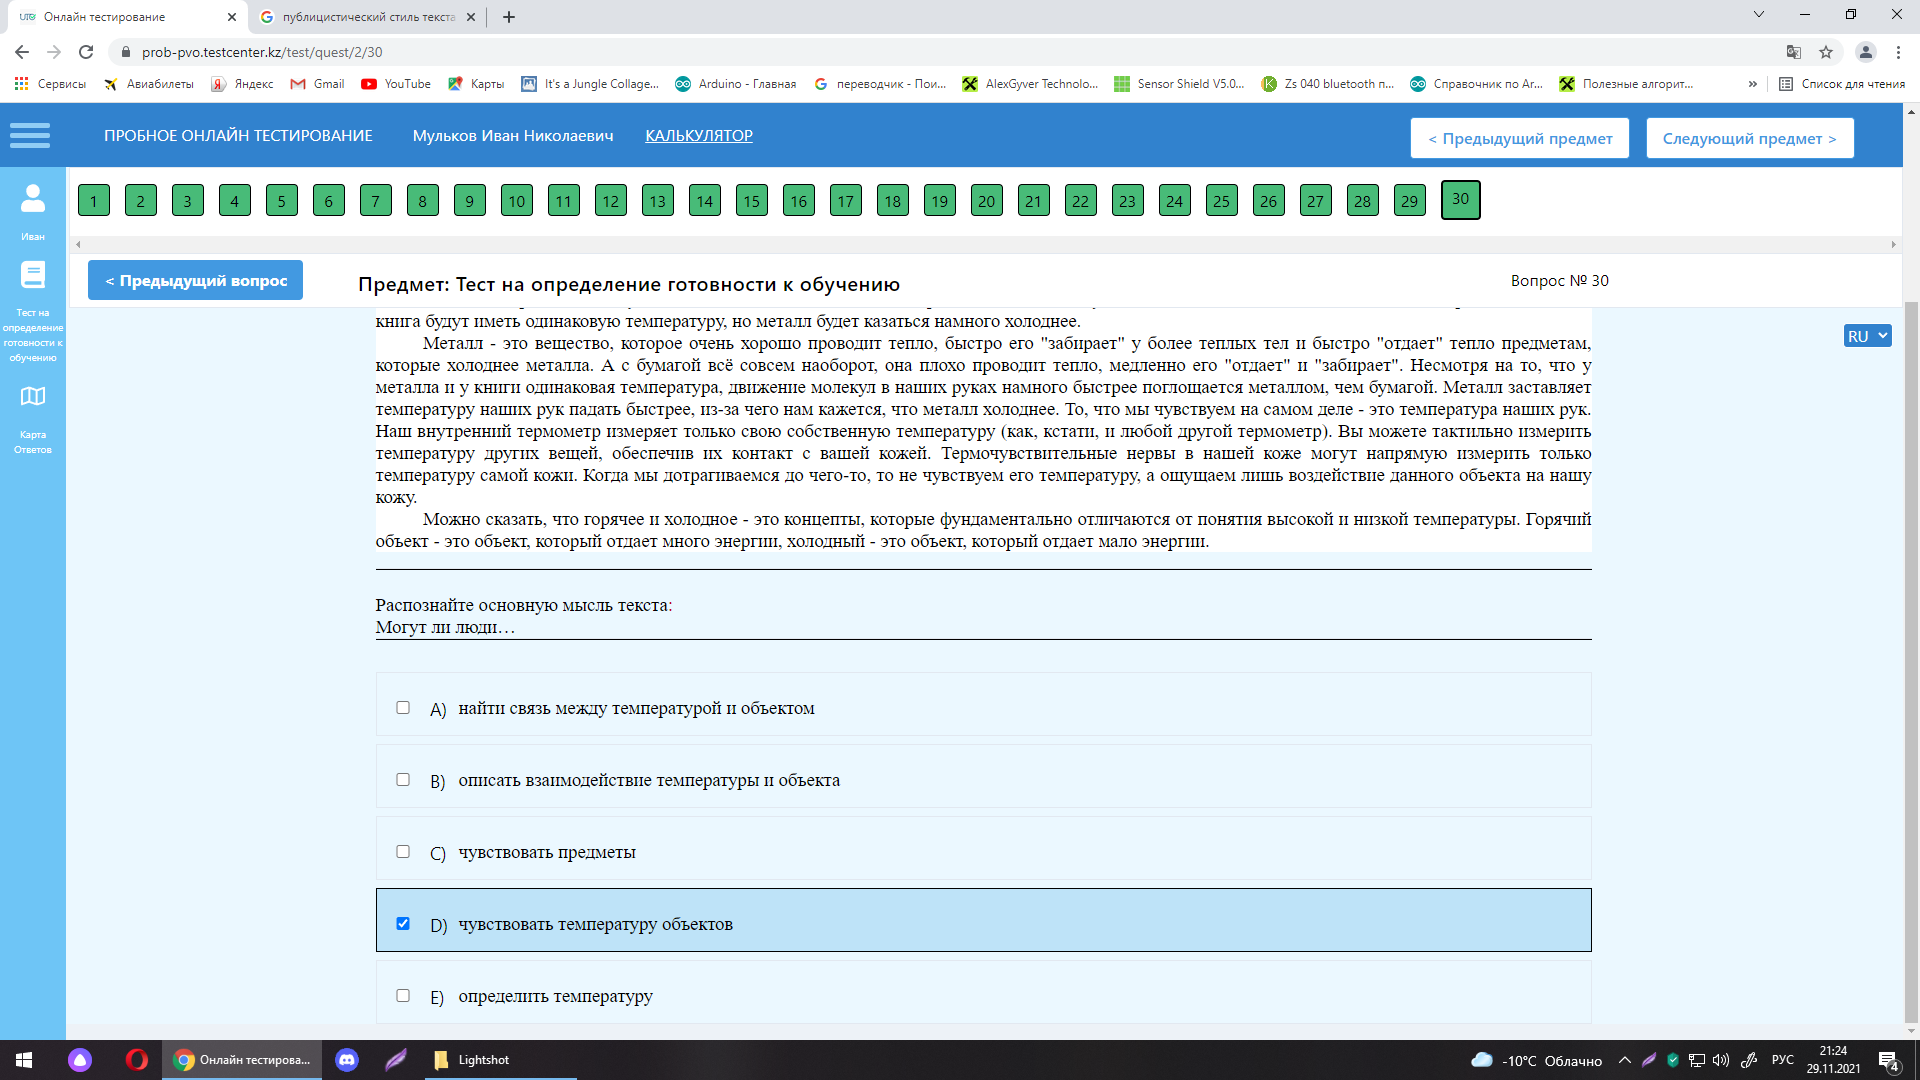 Онлайн тестирование
публицистический стиль текста
prob-pvo.testcenter.kz/test/quest/2/30
Сервисы Авиабилеты Яндекс Gmail YouTube Карты It's a Jungle Collage... Arduino - Главная переводчик - Пои... AlexGyver Technolo... Sensor Shield V5.0... Zs 040 bluetooth п... Справочник по Ar... Полезные алгорит... » Список для чтения
ПРОБНОЕ ОНЛАЙН ТЕСТИРОВАНИЕ Мульков Иван Николаевич КАЛЬКУЛЯТОР < Предыдущий предмет Следующий предмет >
1 2 3 4 5 6 7 8 9 10 11 12 13 14 15 16 17 18 19 20 21 22 23 24 25 26 27 28 29 30
Иван
Тест на
определение
готовности к
обучению
Карта
Ответов
< Предыдущий вопрос Предмет: Тест на определение готовности к обучению Вопрос № 30
RU
книга будут иметь одинаковую температуру, но металл будет казаться намного холоднее.
Металл - это вещество, которое очень хорошо проводит тепло, быстро его "забирает" у более теплых тел и быстро "отдает" тепло предметам,
которые холоднее металла. А с бумагой всё совсем наоборот, она плохо проводит тепло, медленно его "отдает" и "забирает". Несмотря на то, что у
металла и у книги одинаковая температура, движение молекул в наших руках намного быстрее поглощается металлом, чем бумагой. Металл заставляет
температуру наших рук падать быстрее, из-за чего нам кажется, что металл холоднее. То, что мы чувствуем на самом деле - это температура наших рук.
Наш внутренний термометр измеряет только свою собственную температуру (как, кстати, и любой другой термометр). Вы можете тактильно измерить
температуру других вещей, обеспечив их контакт с вашей кожей. Термочувствительные нервы в нашей коже могут напрямую измерить только
температуру самой кожи. Когда мы дотрагиваемся до чего-то, то не чувствуем его температуру, а ощущаем лишь воздействие данного объекта на нашу
кожу.
Можно сказать, что горячее и холодное - это концепты, которые фундаментально отличаются от понятия высокой и низкой температуры. Горячий
объект - это объект, который отдает много энергии, холодный - это объект, который отдает мало энергии.
Распознайте основную мысль текста:
Могут ли люди…
A) найти связь между температурой и объектом
B) описать взаимодействие температуры и объекта
C) чувствовать предметы
D) чувствовать температуру объектов
E) определить температуру
Онлайн тестирова... Lightshot -10°C Облачно РУС 21:24
29.11.2021
4